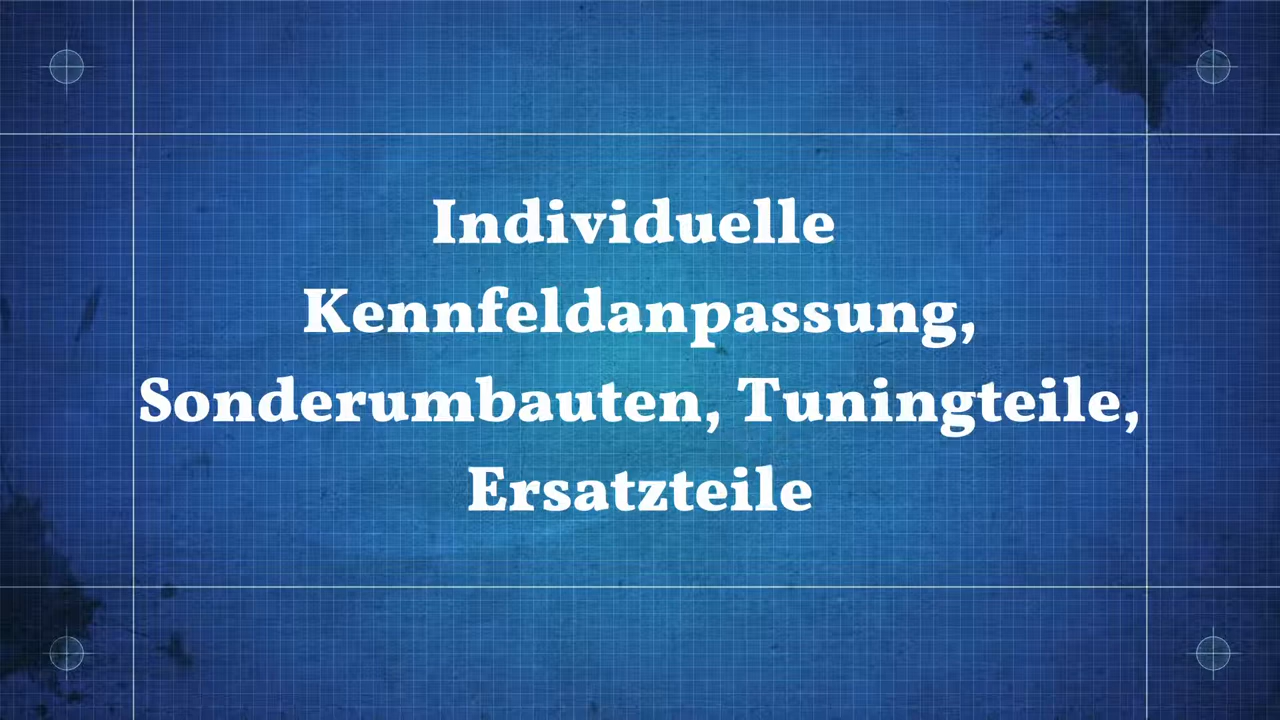 Individuelle
Kennfeldanpassung,
Sonderumbauten, Tuningteile,
Ersatzteile